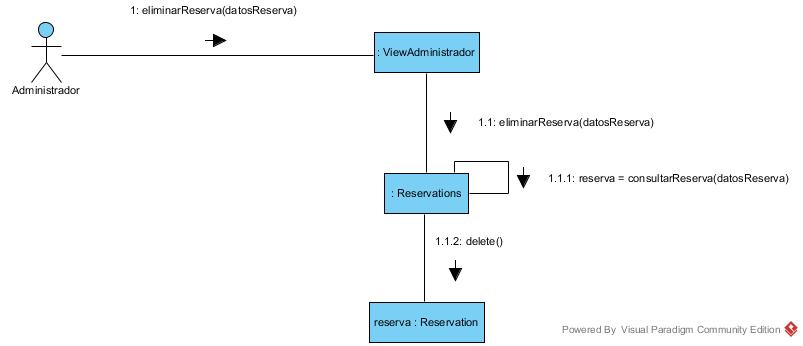 1: eliminarReserva(datosReserva)
: ViewAdministrador
Administrador
1.1: eliminarReserva(datosReserva)
1.1.1: reserva = consultarReserva(datosReserva)
: Reservations
1.1.2: delete()
reserva : Reservation
Powered By Visual Paradigm Community Edition